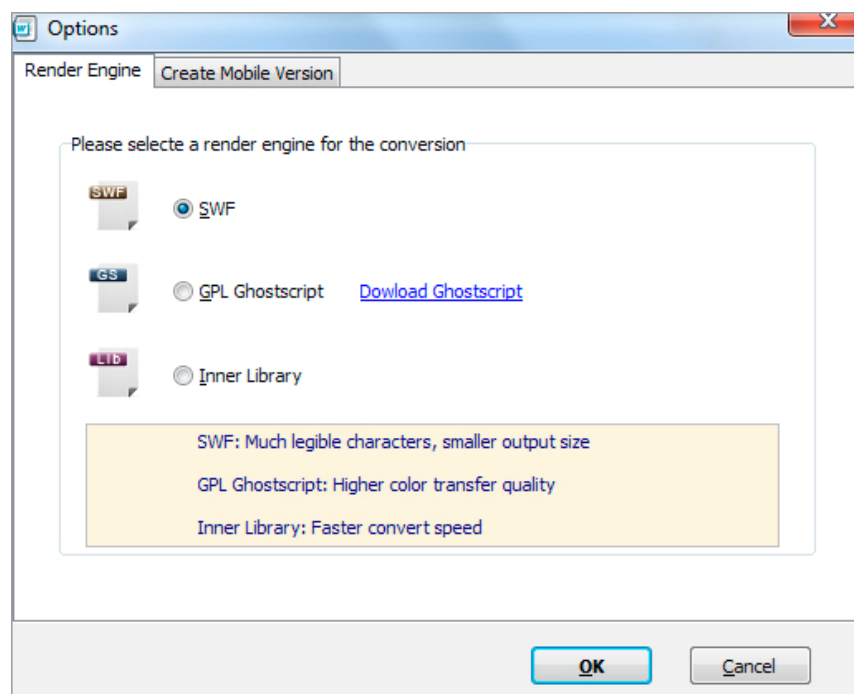 Options
Render Engine
Create Mobile Version
Please selecte a render engine for the conversion
SWF
SWF
GS
GPL Ghostscript Dowload Ghostscript
Lib
Inner Library
SWF: Much legible characters, smaller output size
GPL Ghostscript: Higher color transfer quality
Inner Library: Faster convert speed
OK
Cancel